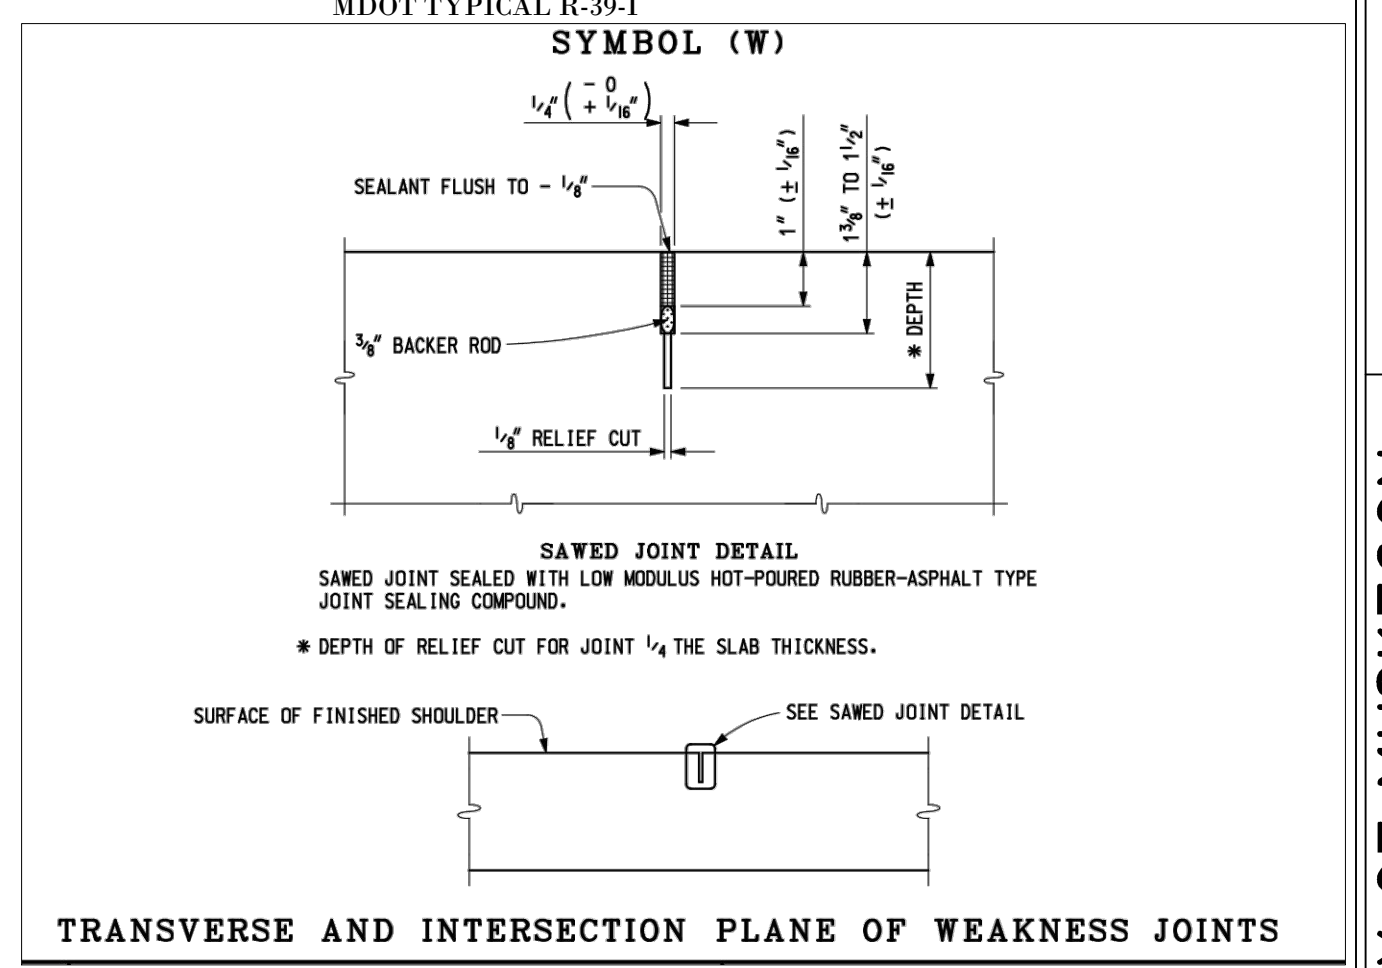 MDOT TYPICAL R-39-I
SYMBOL (W)
1/4" ( - 0
+ 1/16" )
SEALANT FLUSH TO - 1/8"
1" (± 1/16")
1 3/8" TO 1 1/2"
(± 1/16")
* DEPTH
3/8" BACKER ROD
1/8" RELIEF CUT
SAWED JOINT DETAIL
SAWED JOINT SEALED WITH LOW MODULUS HOT-POURED RUBBER-ASPHALT TYPE
JOINT SEALING COMPOUND.
* DEPTH OF RELIEF CUT FOR JOINT 1/4 THE SLAB THICKNESS.
SURFACE OF FINISHED SHOULDER
SEE SAWED JOINT DETAIL
TRANSVERSE AND INTERSECTION PLANE OF WEAKNESS JOINTS